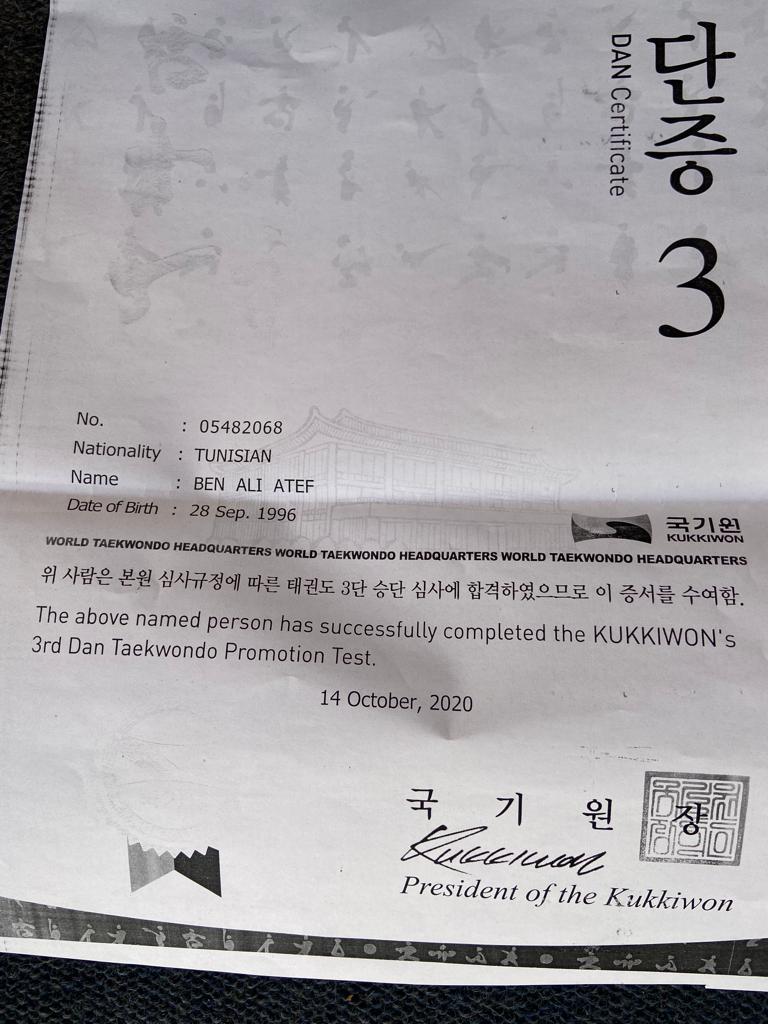 단증
DAN Certificate
3
No. : 05482068
Nationality : TUNISIAN
Name : BEN ALI ATEF
Date of Birth : 28 Sep. 1996
국기원
KUKKIWON
WORLD TAEKWONDO HEADQUARTERS WORLD TAEKWONDO HEADQUARTERS WORLD TAEKWONDO HEADQUARTERS
위 사람은 본원 심사규정에 따른 태권도 3단 승단 심사에 합격하였으므로 이 증서를 수여함.
The above named person has successfully completed the KUKKIWON's
3rd Dan Taekwondo Promotion Test.
14 October, 2020
국 기 원 장
Kukkiwon
President of the Kukkiwon